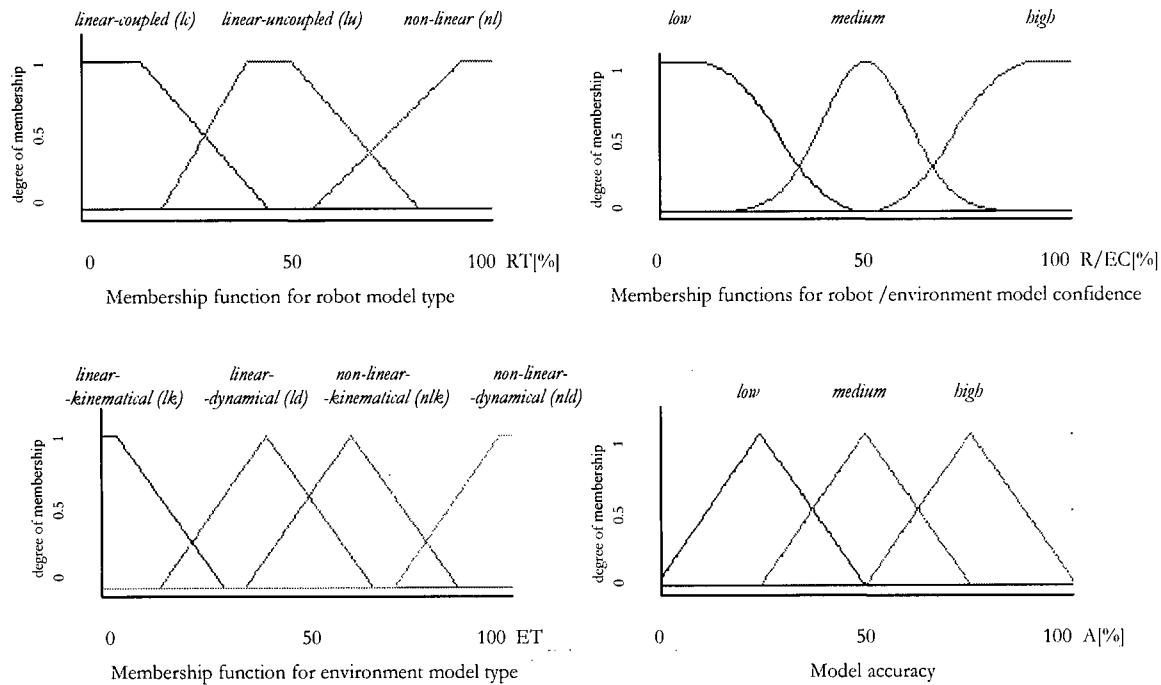 linear-coupled (lc) linear-uncoupled (lu) non-linear (nl)
degree of membership
1
0.5
0
0 50 100 RT[%]
Membership function for robot model type
low medium high
degree of membership
1
0.5
0
0 50 100 R/EC[%]
Membership functions for robot /environment model confidence
linear- linear- non-linear- non-linear-
-kinematical (lk) -dynamical (ld) -kinematical (nlk) -dynamical (nld)
degree of membership
1
0.5
0
0 50 100 ET
Membership function for environment model type
low medium high
degree of membership
1
0.5
0
0 50 100 A[%]
Model accuracy